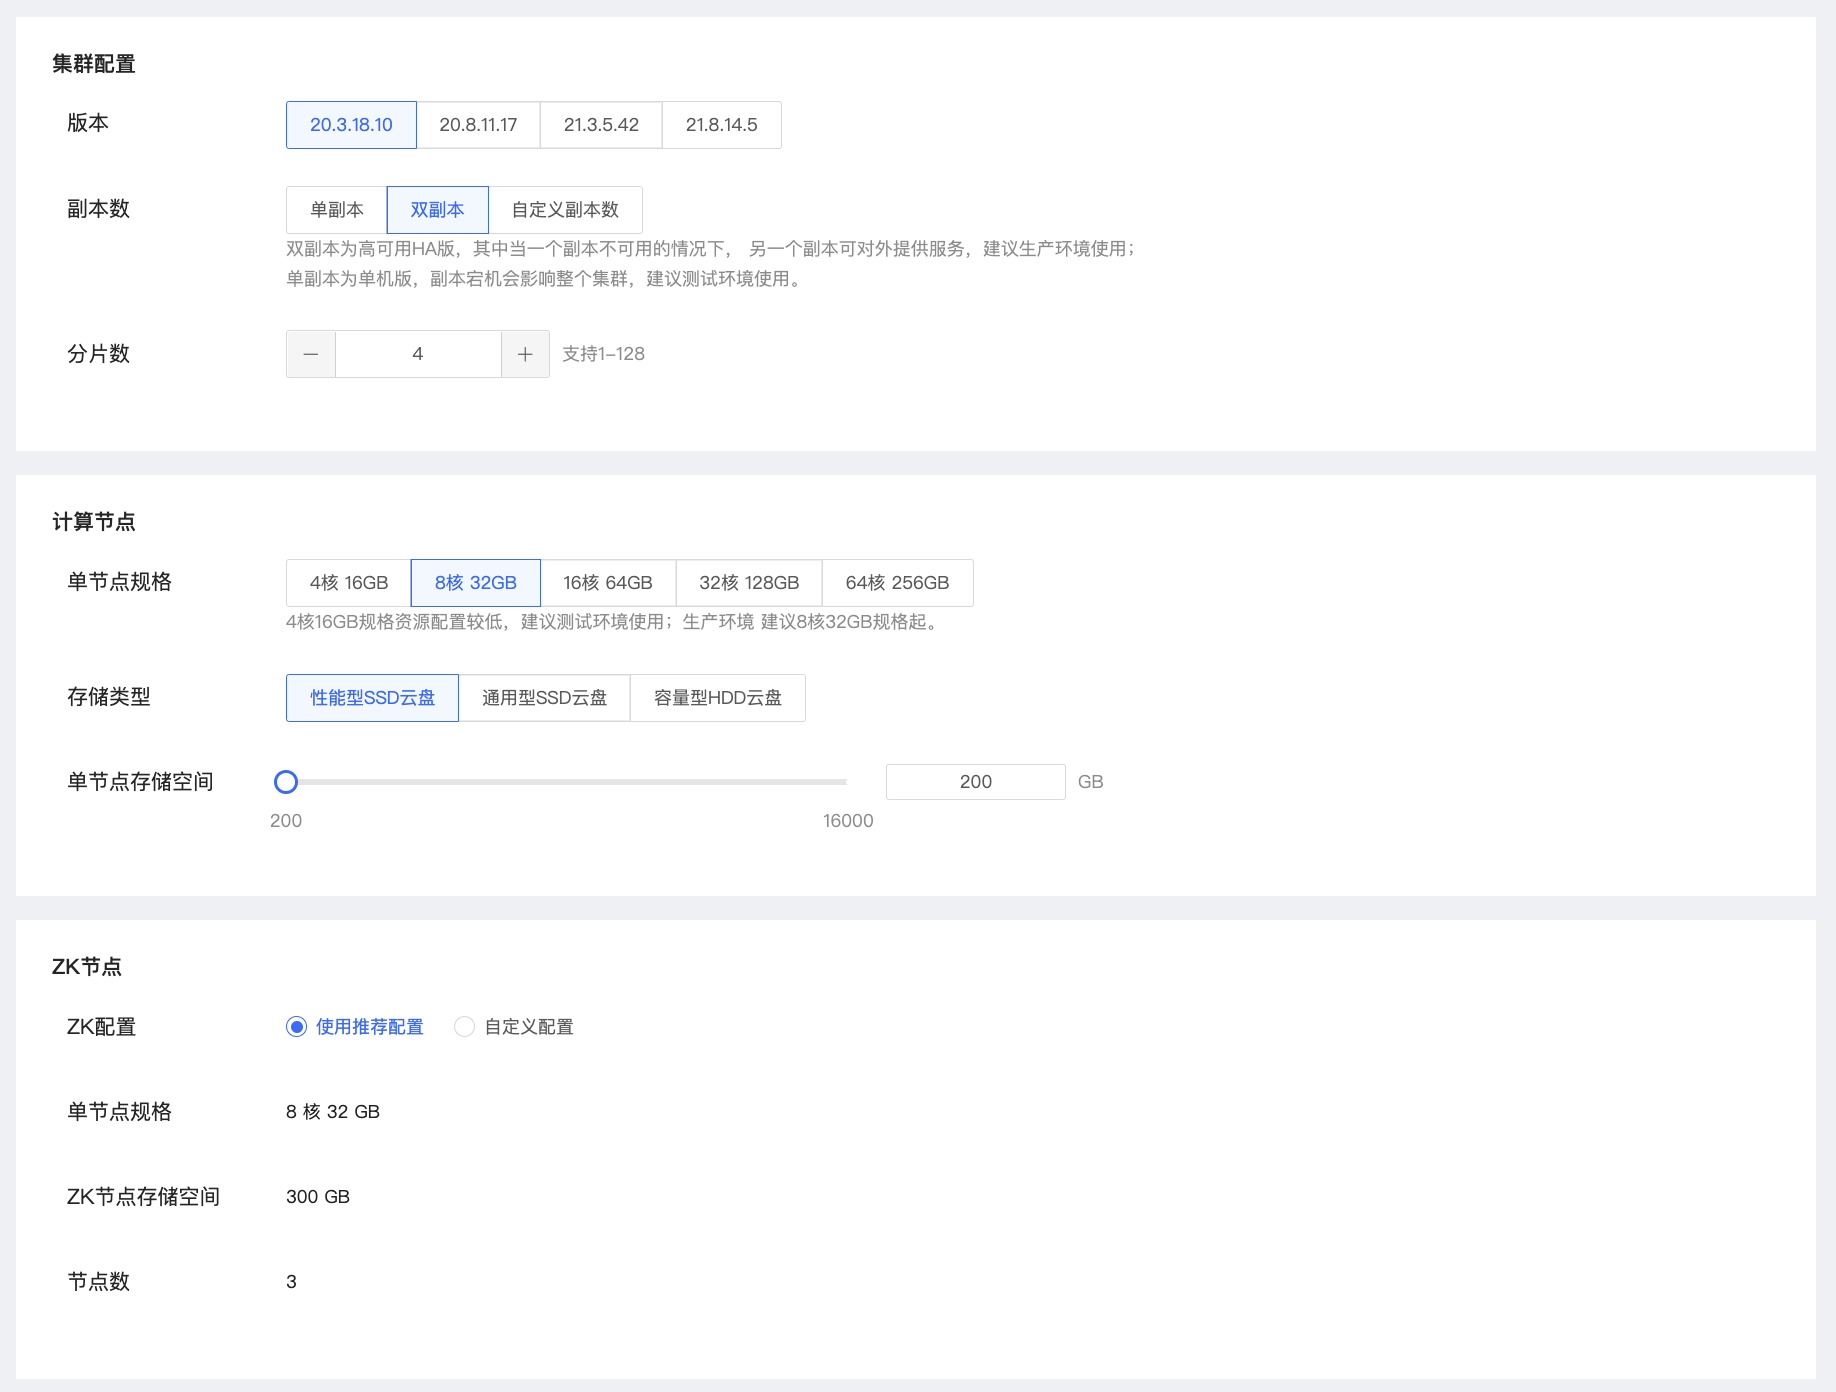 集群配置
版本 20.3.18.10 20.8.11.17 21.3.5.42 21.8.14.5
副本数 单副本 双副本 自定义副本数
双副本为高可用HA版，其中当一个副本不可用的情况下， 另一个副本可对外提供服务，建议生产环境使用；
单副本为单机版，副本宕机会影响整个集群，建议测试环境使用。
分片数 4 支持1-128
计算节点
单节点规格 4核 16GB 8核 32GB 16核 64GB 32核 128GB 64核 256GB
4核16GB规格资源配置较低，建议测试环境使用；生产环境 建议8核32GB规格起。
存储类型 性能型SSD云盘 通用型SSD云盘 容量型HDD云盘
单节点存储空间 200 GB
200 16000
ZK节点
ZK配置 使用推荐配置 自定义配置
单节点规格 8 核 32 GB
ZK节点存储空间 300 GB
节点数 3